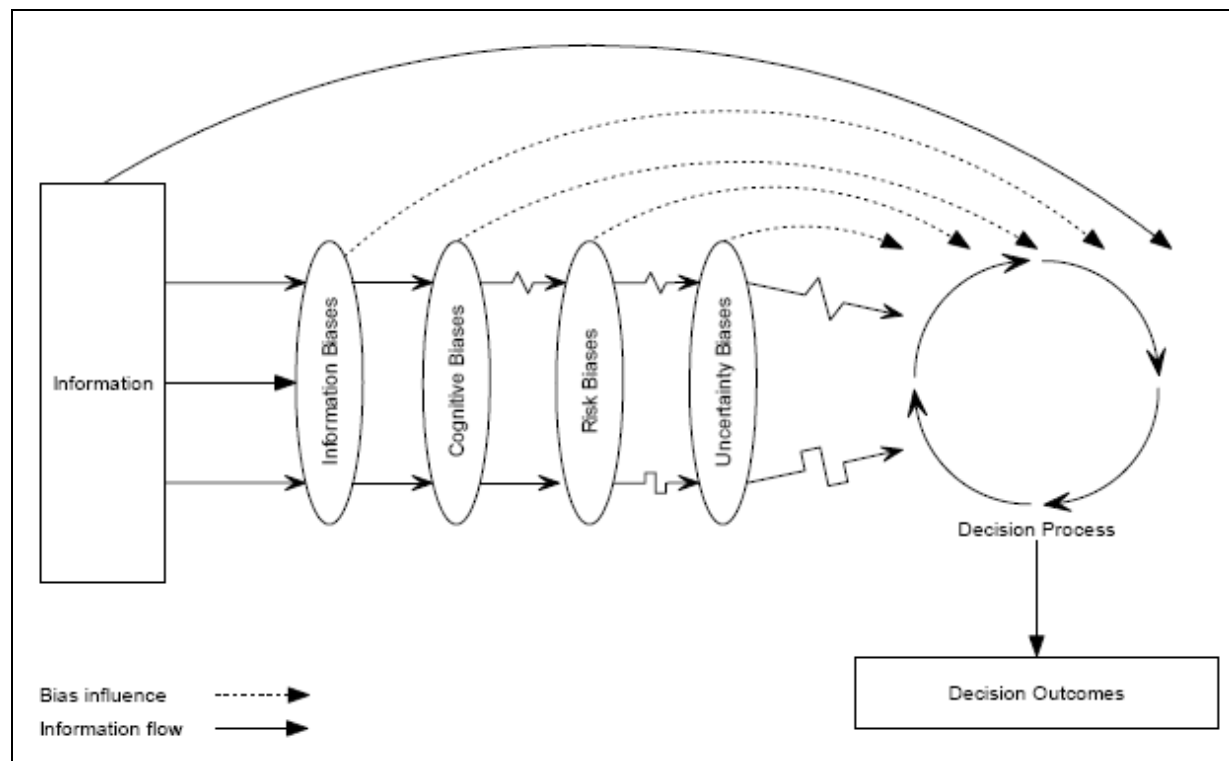 Information
Information Biases
Cognitive Biases
Risk Biases
Uncertainty Biases
Decision Process
Decision Outcomes
Bias influence
Information flow